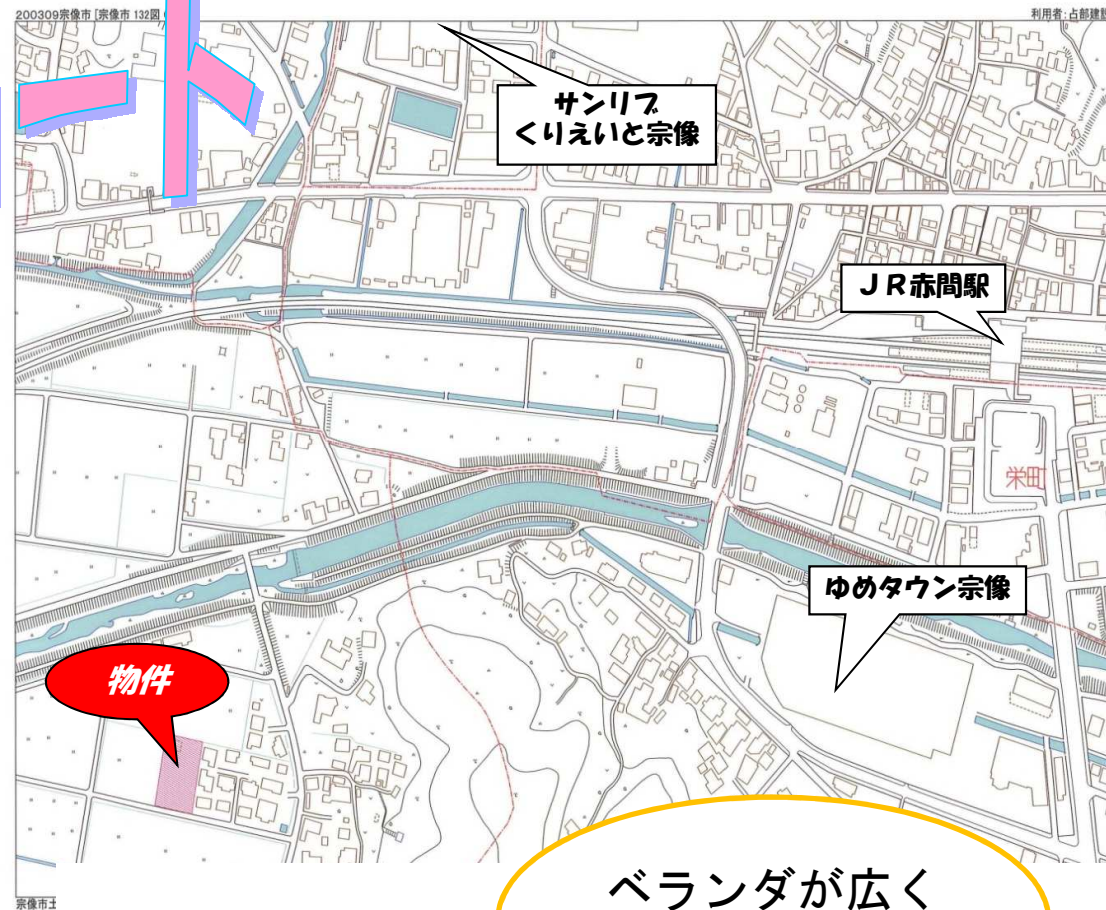 200309宗像市 [宗像市 132図
利用者:占部建設
ート
サンリブ
くりえいと宗像
ＪＲ赤間駅
栄町
ゆめタウン宗像
物件
ベランダが広く
宗像市土